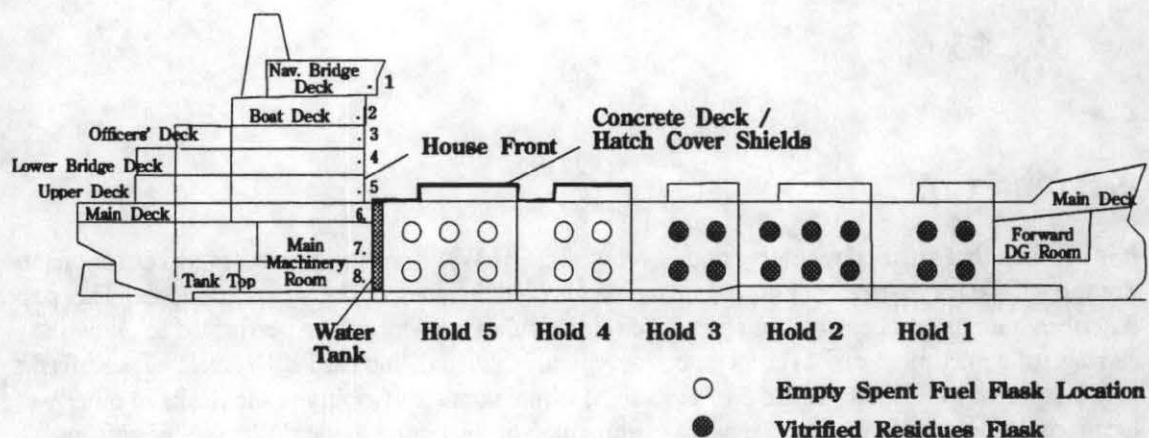 Nav. Bridge
Deck
1
Boat Deck
2
Officers' Deck
3
Concrete Deck /
Hatch Cover Shields
House Front
4
Lower Bridge Deck
5
Upper Deck
Main Deck
Main Deck
6.
Main
Machinery
Room
7.
Forward
DG Room
Tank Top
8.
Water
Tank
Hold 5
Hold 4
Hold 3
Hold 2
Hold 1
Empty Spent Fuel Flask Location
Vitrified Residues Flask